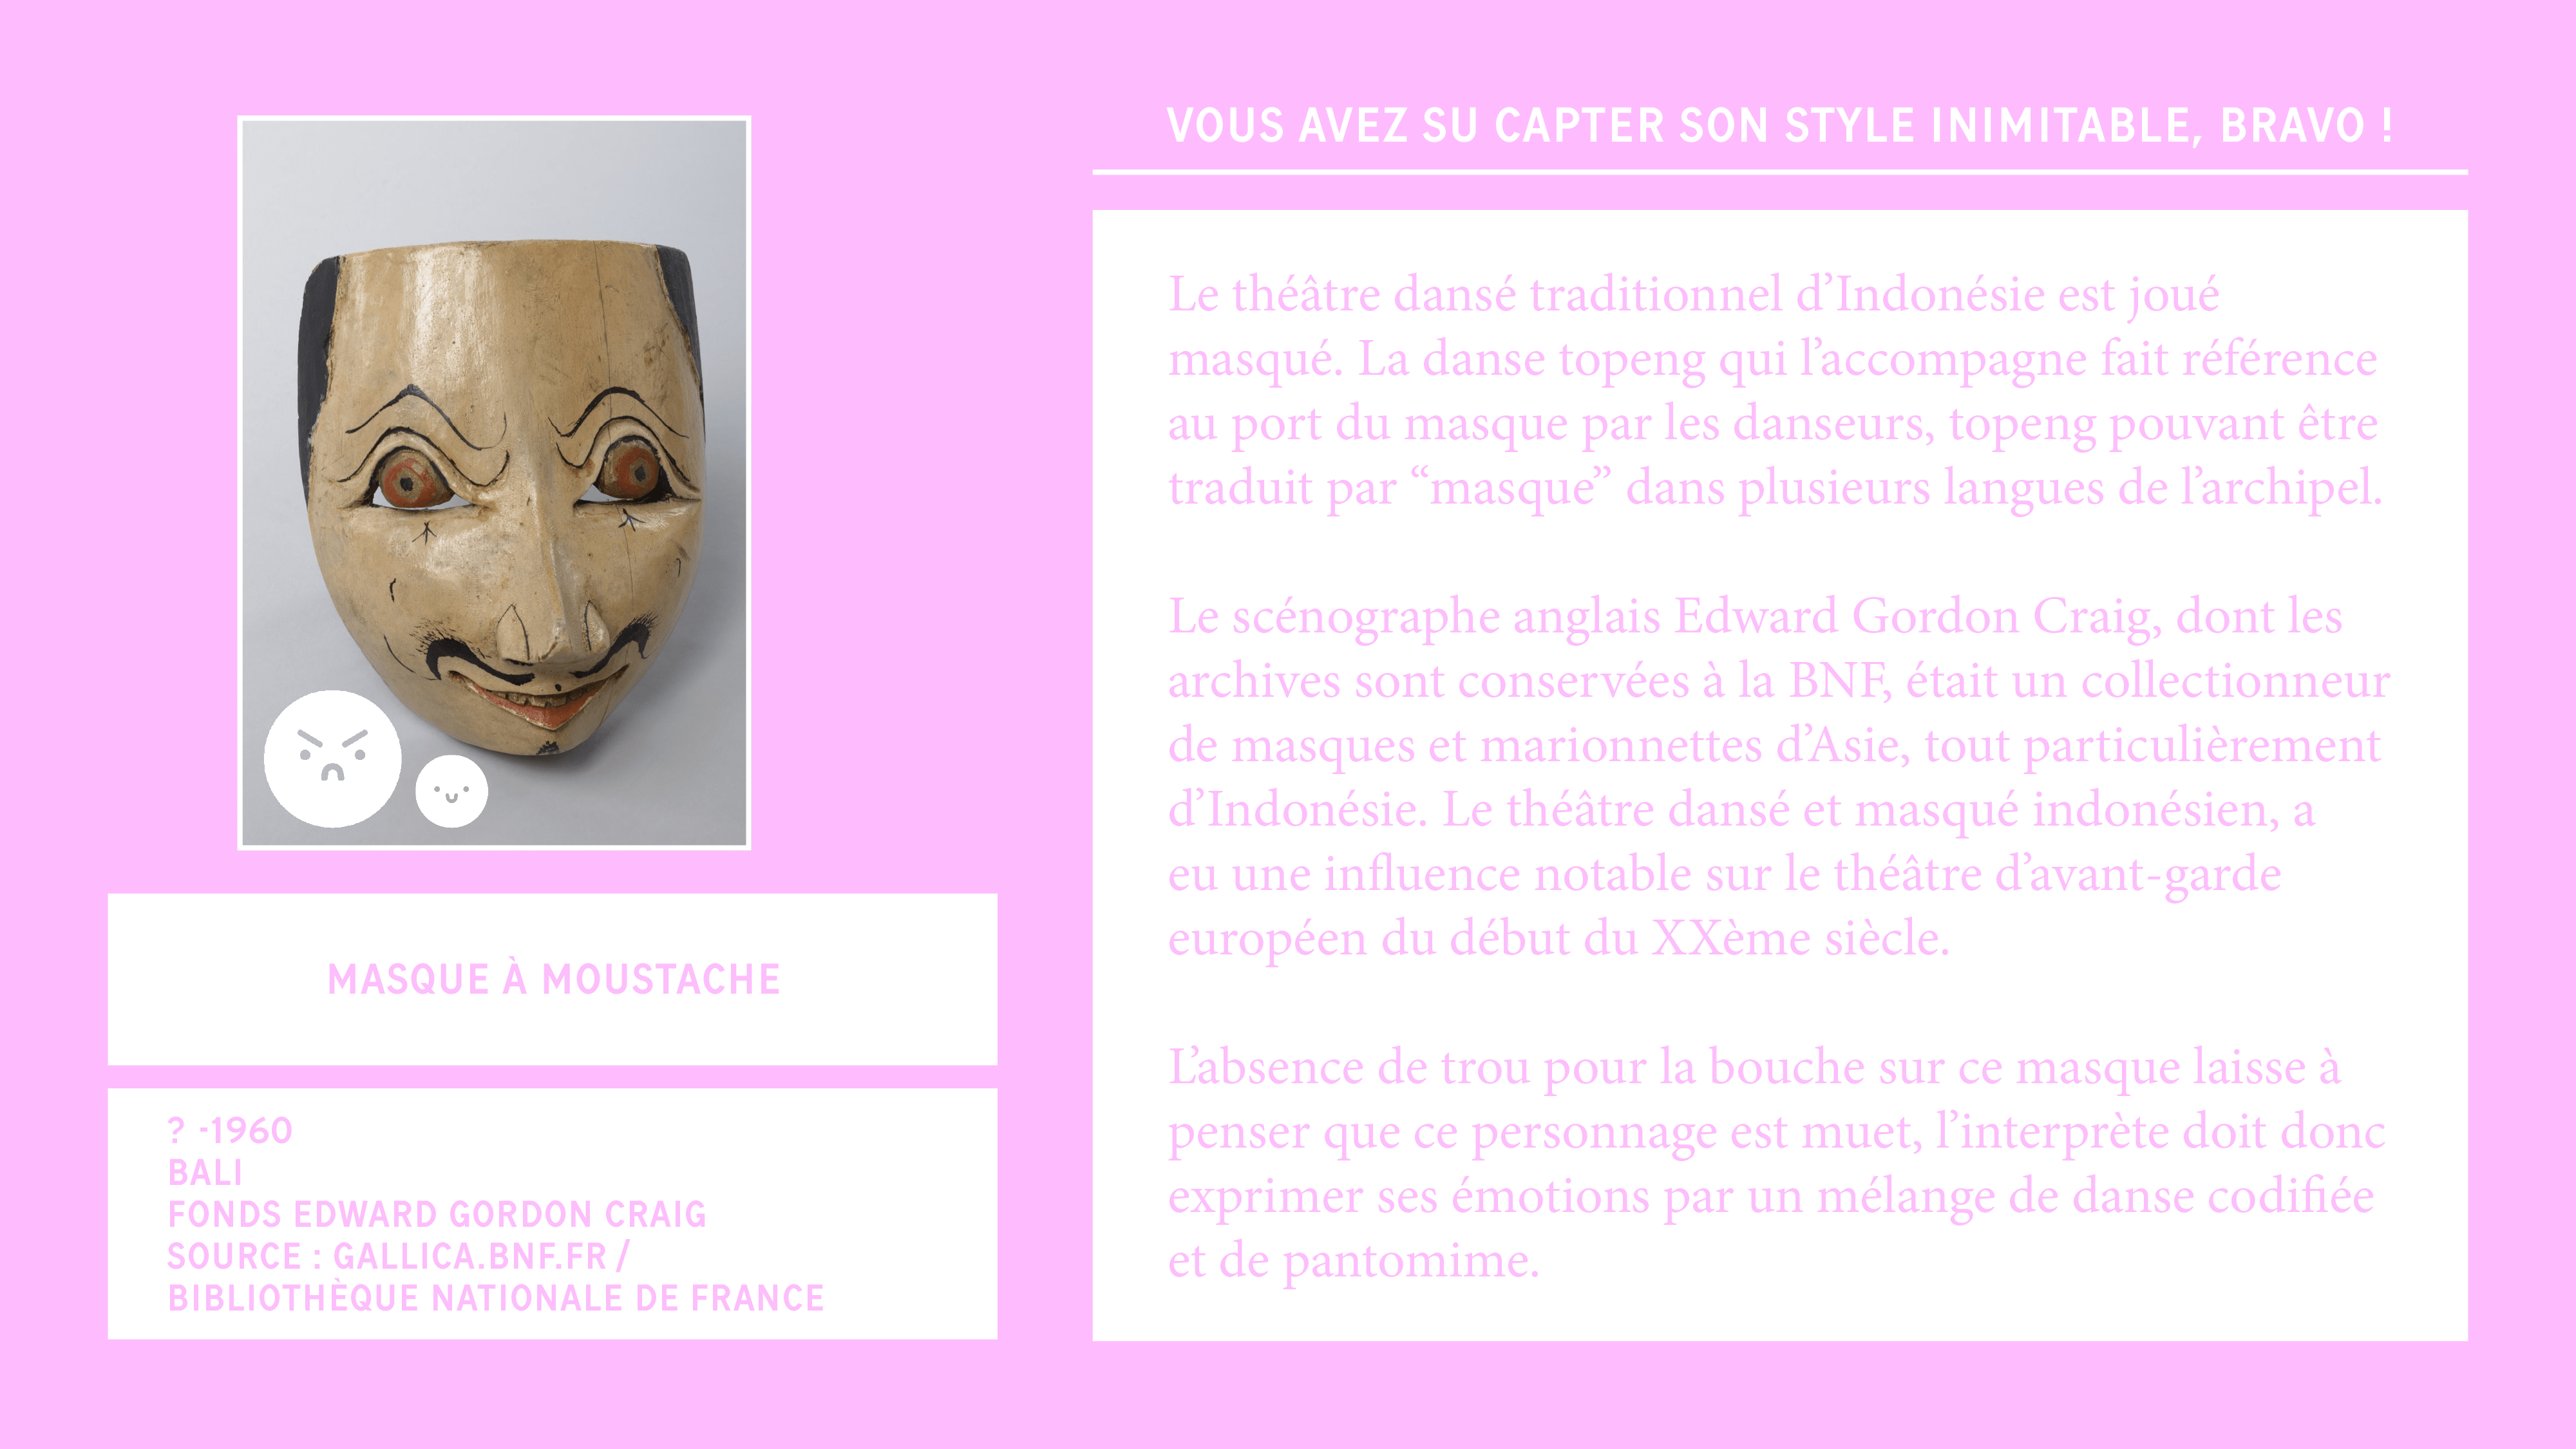 VOUS AVEZ SU CAPTER SON STYLE INIMITABLE, BRAVO !
Le théâtre dansé traditionnel d’Indonésie est joué
masqué. La danse topeng qui l’accompagne fait référence
au port du masque par les danseurs, topeng pouvant être
traduit par “masque” dans plusieurs langues de l’archipel.
Le scénographe anglais Edward Gordon Craig, dont les
archives sont conservées à la BNF, était un collectionneur
de masques et marionnettes d’Asie, tout particulièrement
d’Indonésie. Le théâtre dansé et masqué indonésien, a
eu une influence notable sur le théâtre d’avant-garde
européen du début du XXème siècle.
L’absence de trou pour la bouche sur ce masque laisse à
penser que ce personnage est muet, l’interprète doit donc
exprimer ses émotions par un mélange de danse codifiée
et de pantomime.
MASQUE À MOUSTACHE
? -1960
BALI
FONDS EDWARD GORDON CRAIG
SOURCE : GALLICA.BNF.FR /
BIBLIOTHÈQUE NATIONALE DE FRANCE